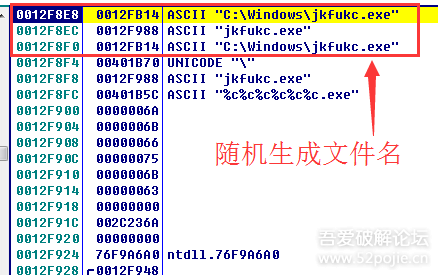 0012F8E8 0012FB14 ASCII "C:\Windows\jkfukc.exe"
0012F8EC 0012F988 ASCII "jkfukc.exe"
0012F8F0 0012FB14 ASCII "C:\Windows\jkfukc.exe"
0012F8F4 00401B70 UNICODE "\"
0012F8F8 0012F988 ASCII "jkfukc.exe"
0012F8FC 00401B5C ASCII "%c%c%c%c%c%c.exe"
0012F900 0000006A
0012F904 0000006B
0012F908 00000066
0012F90C 00000075
0012F910 0000006B
0012F914 00000063
0012F918 00000000
0012F91C 002C236A
0012F920 00000000
0012F924 76F9A6A0 ntdll.76F9A6A0
0012F928 0012F948
随机生成文件名
吾爱破解论坛
www.52pojie.cn